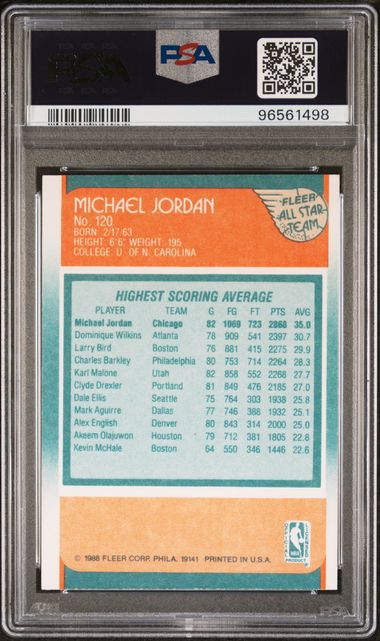 PSA
PSA
96561498
MICHAEL JORDAN
No. 120
BORN: 2/17/63
HEIGHT: 6'6" WEIGHT: 195
COLLEGE: U. OF N. CAROLINA
FLEER
ALL STAR
TEAM
HIGHEST SCORING AVERAGE
PLAYER TEAM G FG FT PTS AVG
Michael Jordan Chicago 82 1069 723 2868 35.0
Dominique Wilkins Atlanta 78 909 541 2397 30.7
Larry Bird Boston 76 881 415 2275 29.9
Charles Barkley Philadelphia 80 753 714 2264 28.3
Karl Malone Utah 82 858 552 2268 27.7
Clyde Drexler Portland 81 849 476 2185 27.0
Dale Ellis Seattle 75 764 303 1938 25.8
Mark Aguirre Dallas 77 746 388 1932 25.1
Alex English Denver 80 843 314 2000 25.0
Akeem Olajuwon Houston 79 712 381 1805 22.8
Kevin McHale Boston 64 550 346 1446 22.6
© 1988 FLEER CORP. PHILA. 19141 PRINTED IN U.S.A.
NBA
PRODUCT